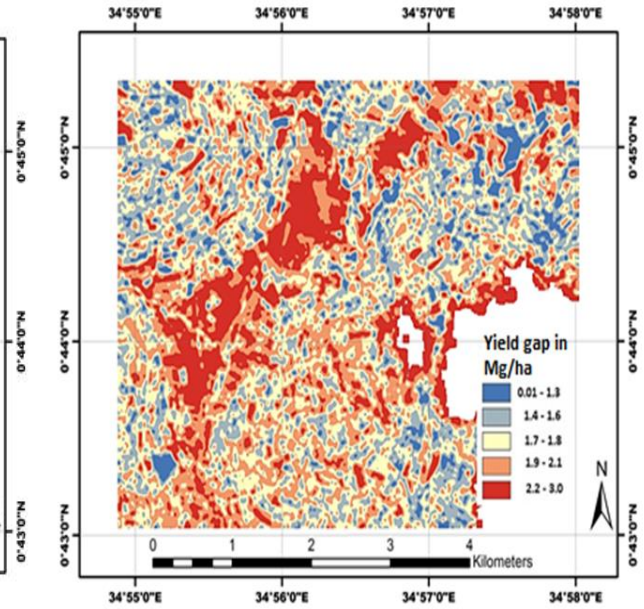 34°55'0"E 34°56'0"E 34°57'0"E 34°58'0"E
0°45'0"N 0°45'0"N
0°44'0"N 0°44'0"N
Yield gap in
Mg/ha
0.01 - 1.3
1.4 - 1.6
1.7 - 1.8
1.9 - 2.1
2.2 - 3.0
N
0°43'0"N 0°43'0"N
0 1 2 3 4
Kilometers
34°55'0"E 34°56'0"E 34°57'0"E 34°58'0"E